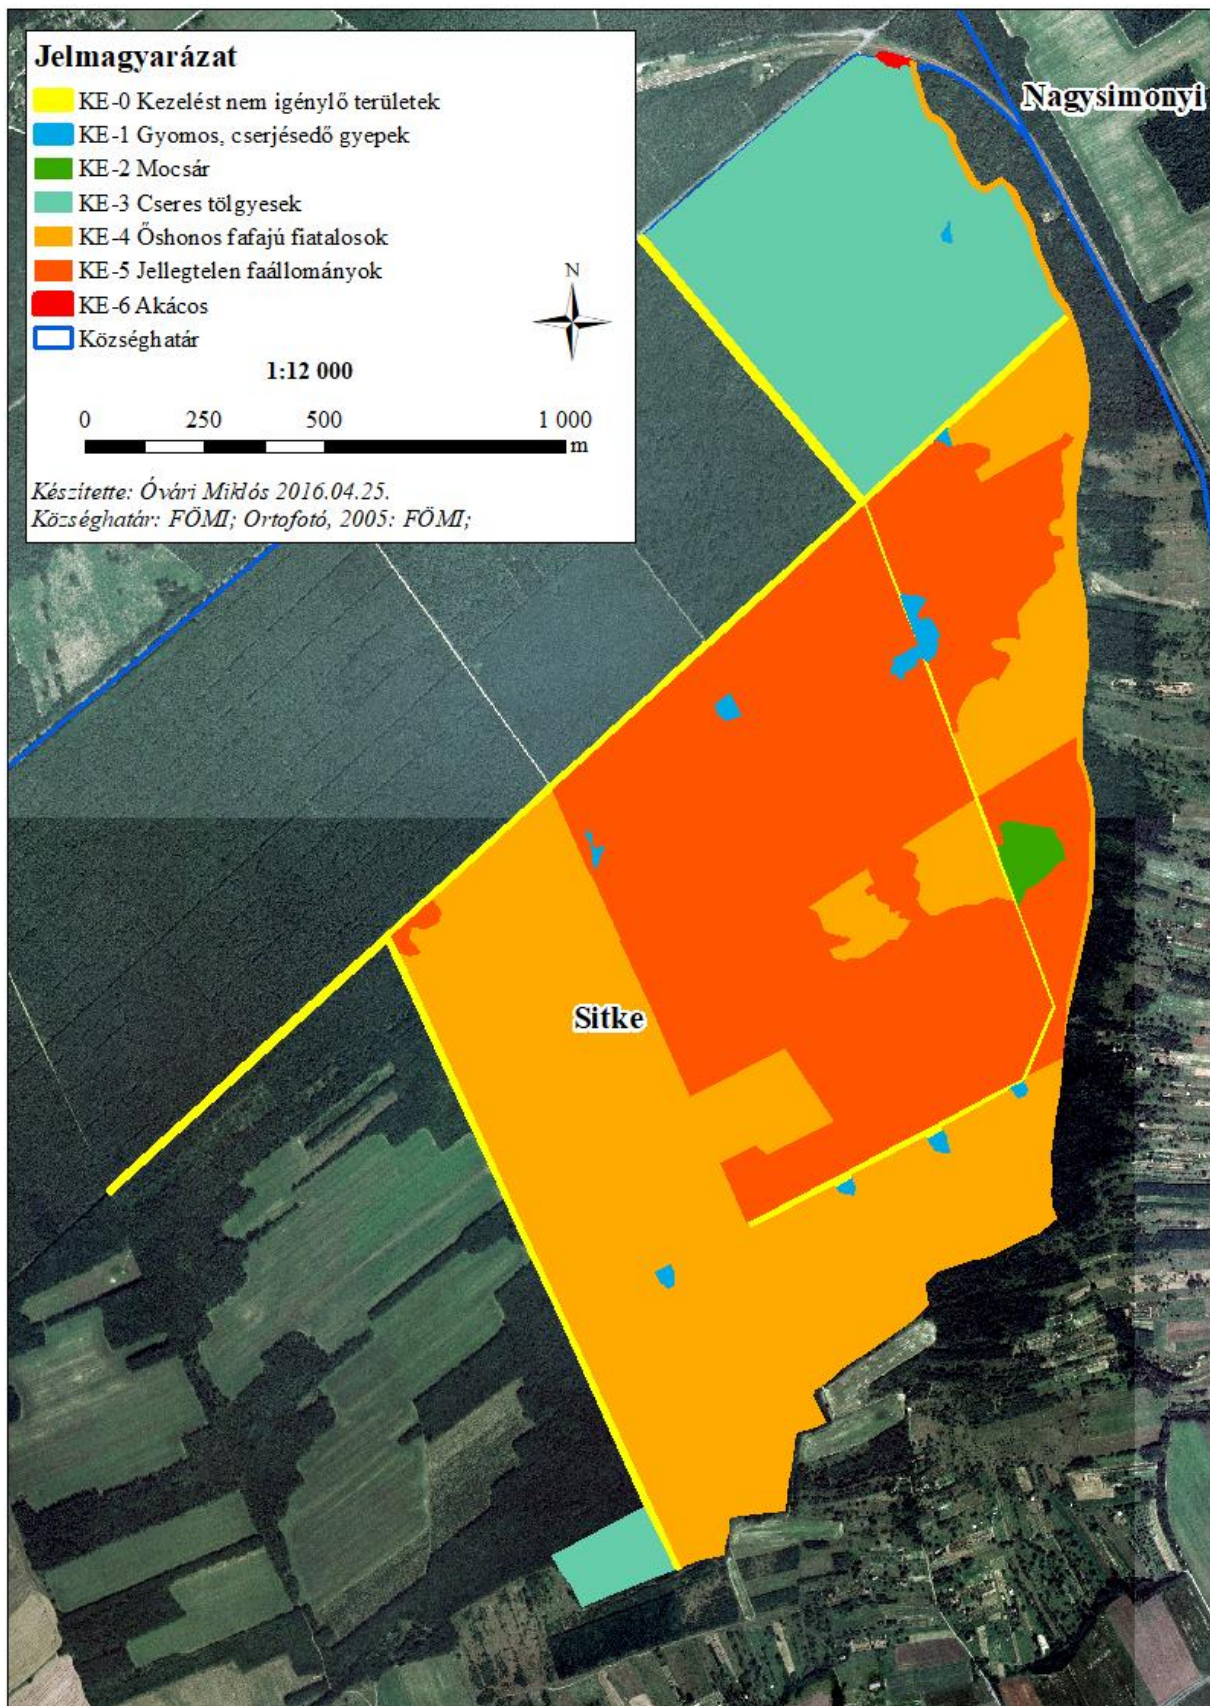 Jelmagyarázat
KE-0 Kezelést nem igénylő területek
KE-1 Gyomos, cserjésedő gyepek
KE-2 Mocsár
KE-3 Cseres tölgyesek
KE-4 Őshonos fafajú fiatalosok
KE-5 Jellegtelen faállományok
KE-6 Akácos
Községhatár
N
1:12 000
0 250 500 1 000
m
Készítette: Óvári Miklós 2016.04.25.
Községhatár: FÖMI; Ortofotó, 2005: FÖMI;
Nagysimonyi
Sitke